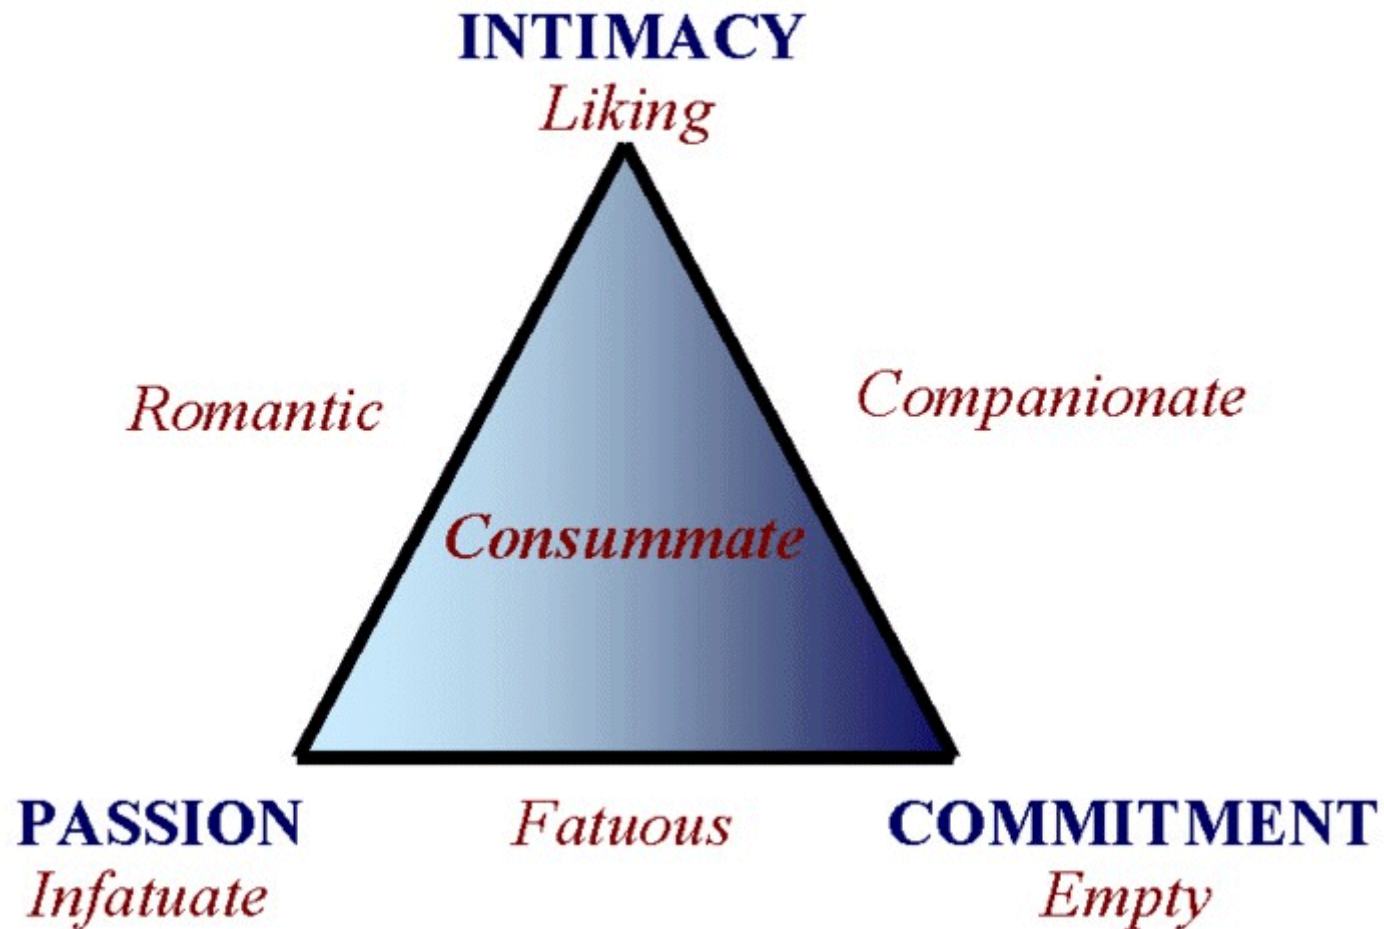 INTIMACY
Liking
Romantic
Companionate
Consummate
PASSION
Infatuate
Fatuous
COMMITMENT
Empty